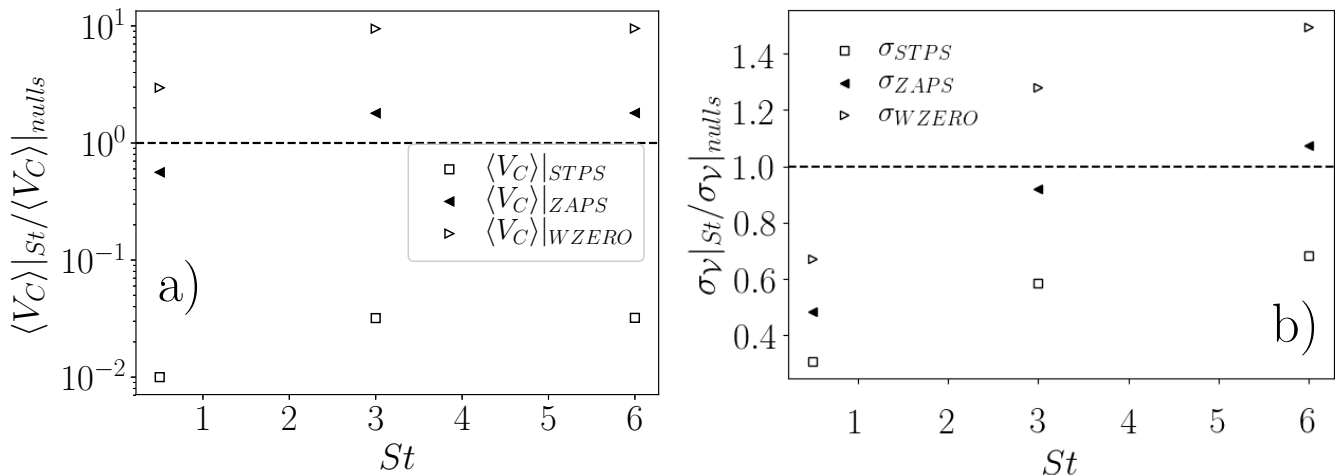 ⟨V_C⟩|_St/⟨V_C⟩|_nulls
10^1
10^0
10^−1
10^−2
⟨V_C⟩|_STPS
⟨V_C⟩|_ZAPS
⟨V_C⟩|_WZERO
a)
1 2 3 4 5 6
St
σ_𝒱|_St/σ_𝒱|_nulls
1.4
1.2
1.0
0.8
0.6
0.4
σ_STPS
σ_ZAPS
σ_WZERO
b)
1 2 3 4 5 6
St